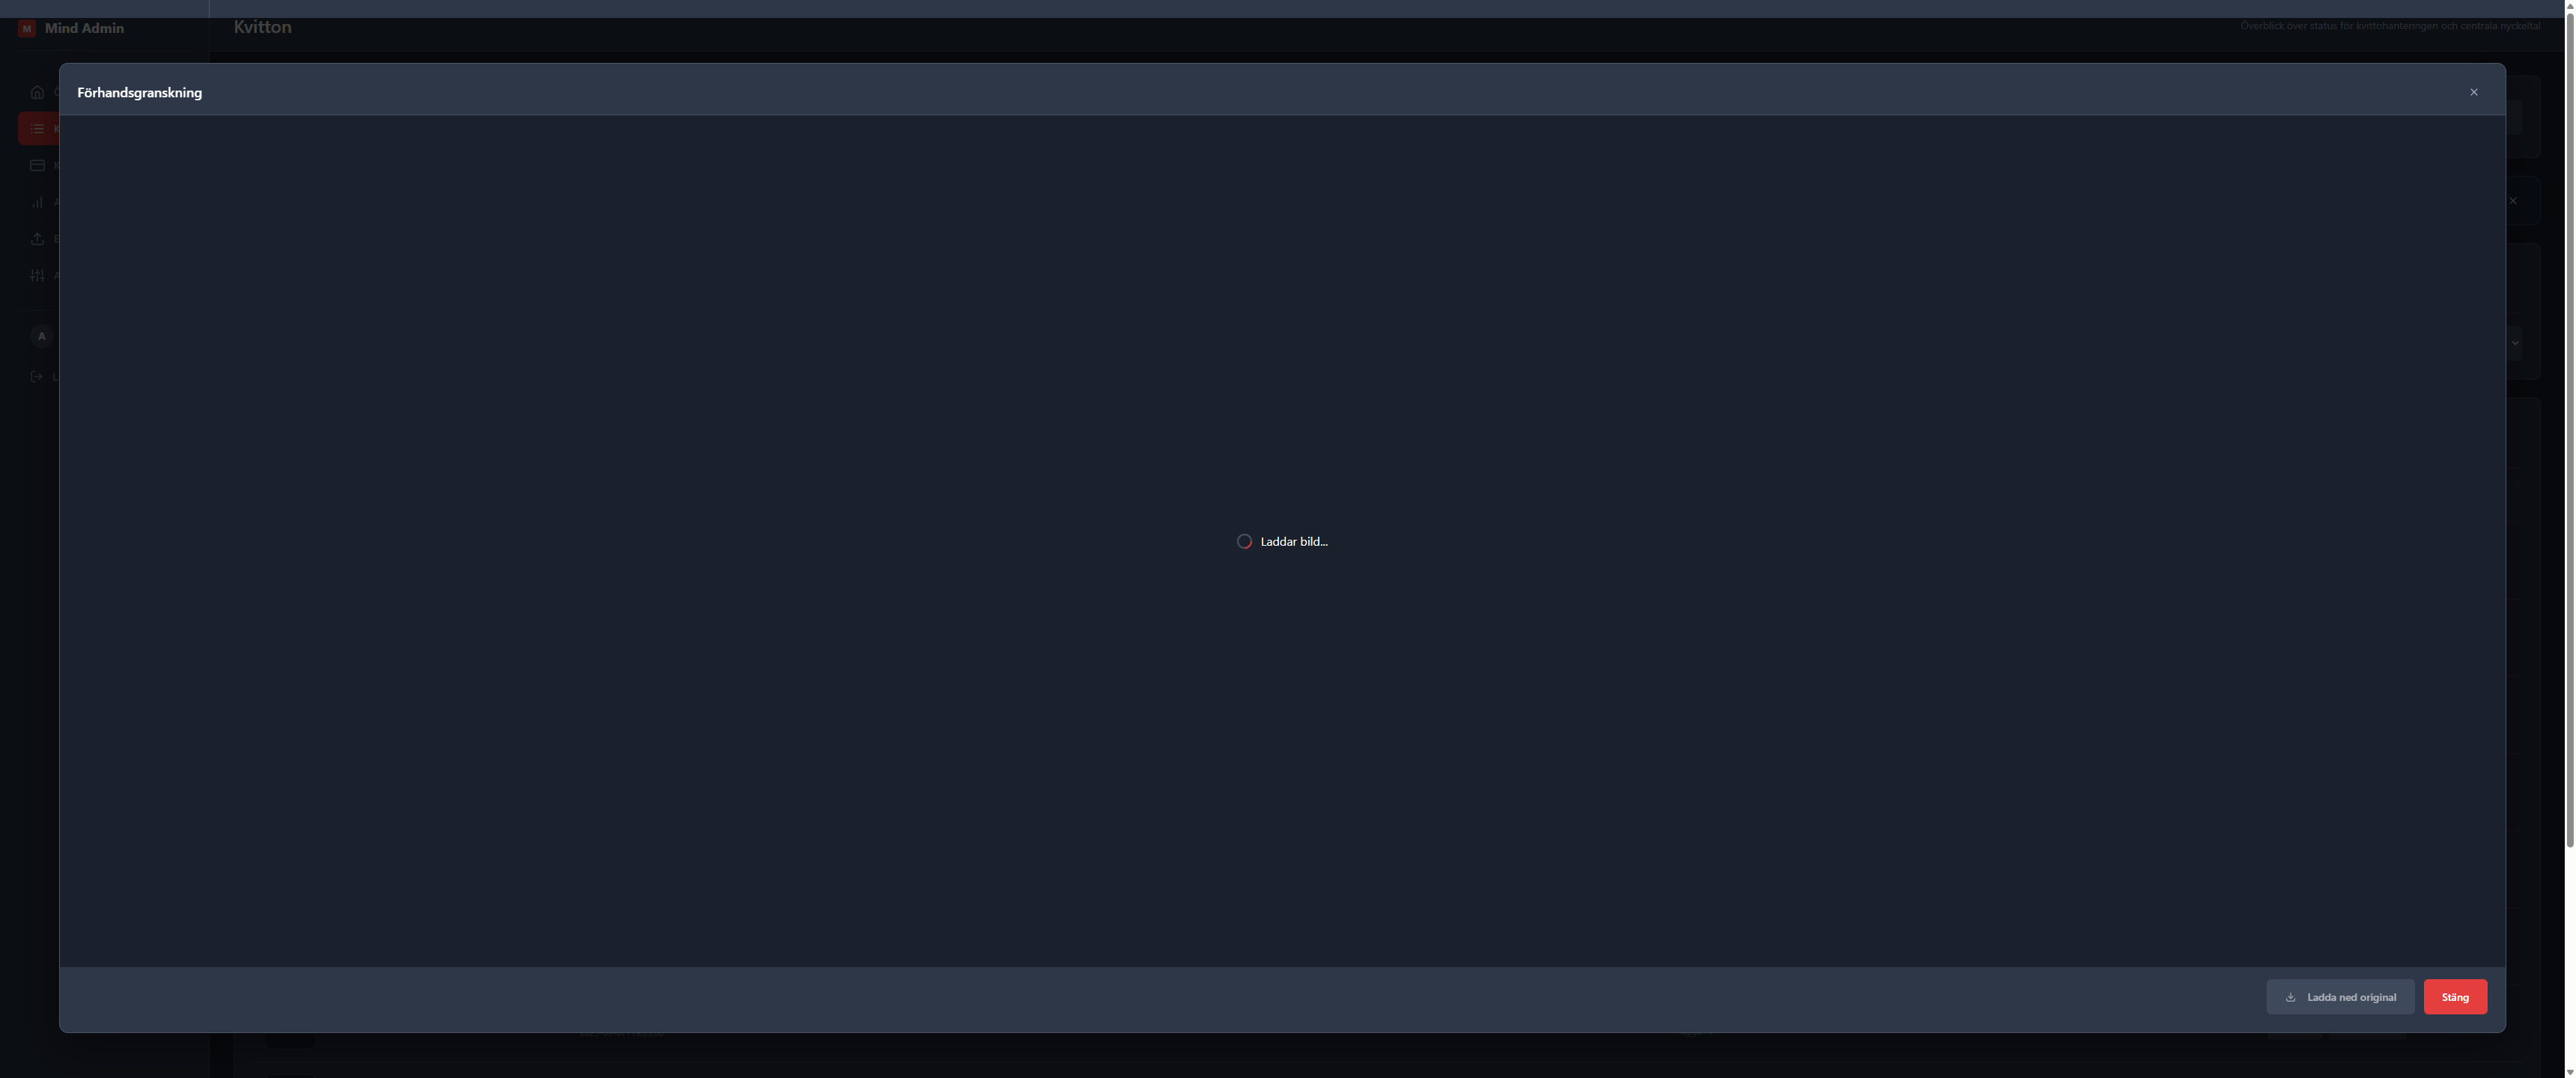 M Mind Admin
Kvitton
Överblick över status för kvittohanteringen och centrala nyckeltal
Förhandsgranskning
A
Laddar bild...
Ladda ned original
Stäng